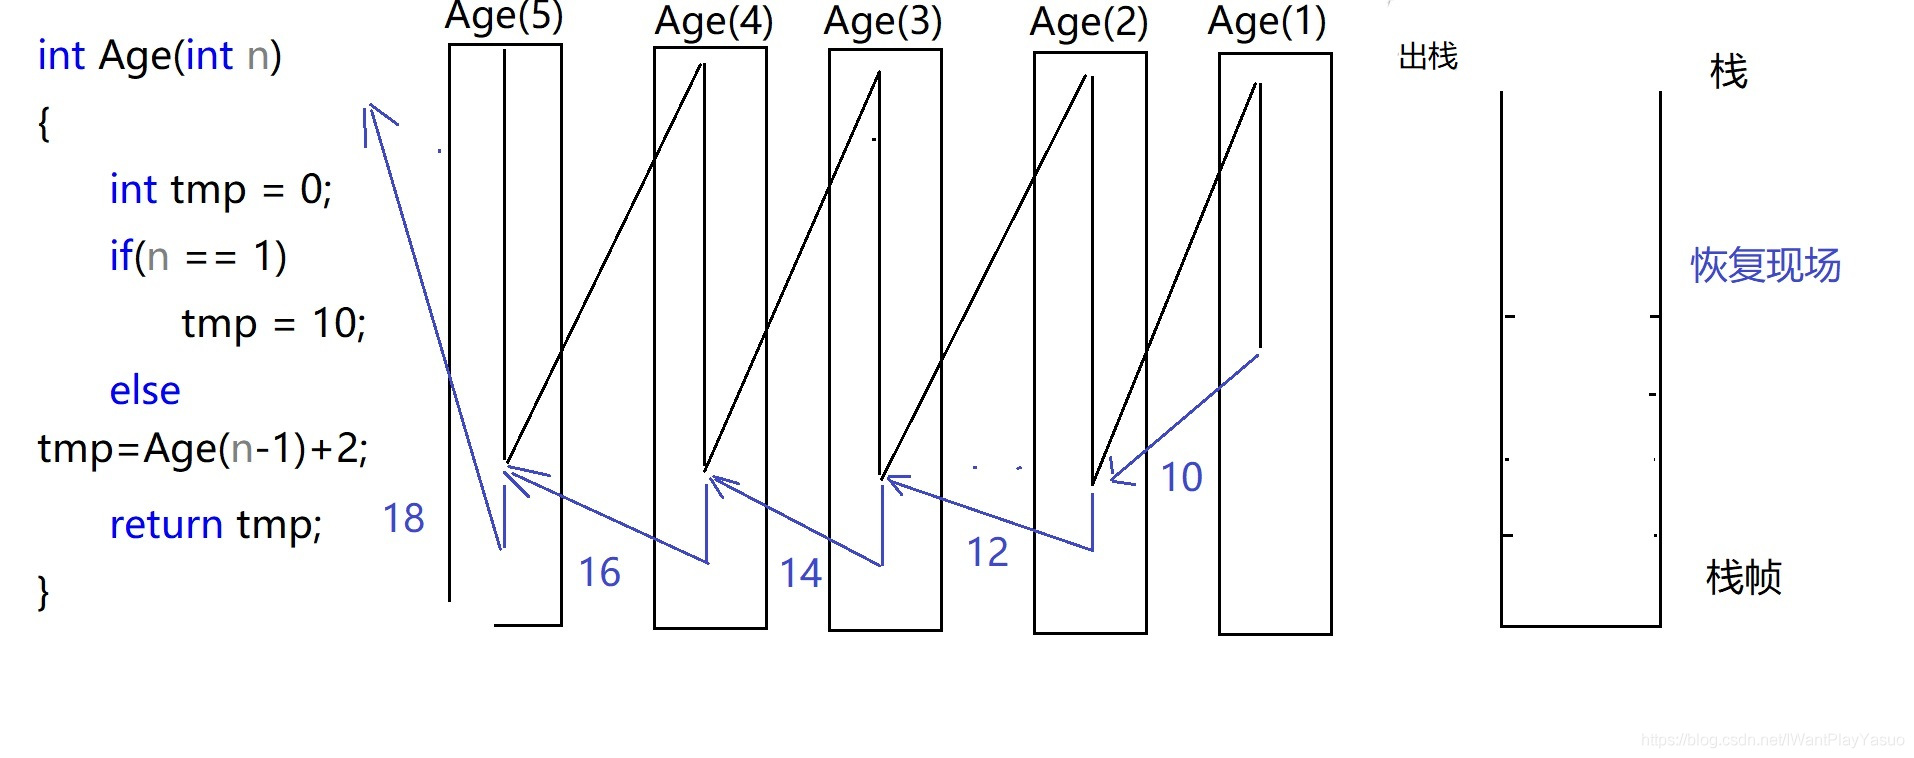 int Age(int n)
{
int tmp = 0;
if(n == 1)
tmp = 10;
else
tmp=Age(n-1)+2;
return tmp;
}
Age(5) Age(4) Age(3) Age(2) Age(1)
18 16 14 12 10
出栈
栈
恢复现场
栈帧
https://blog.csdn.net/IWantPlayYasuo